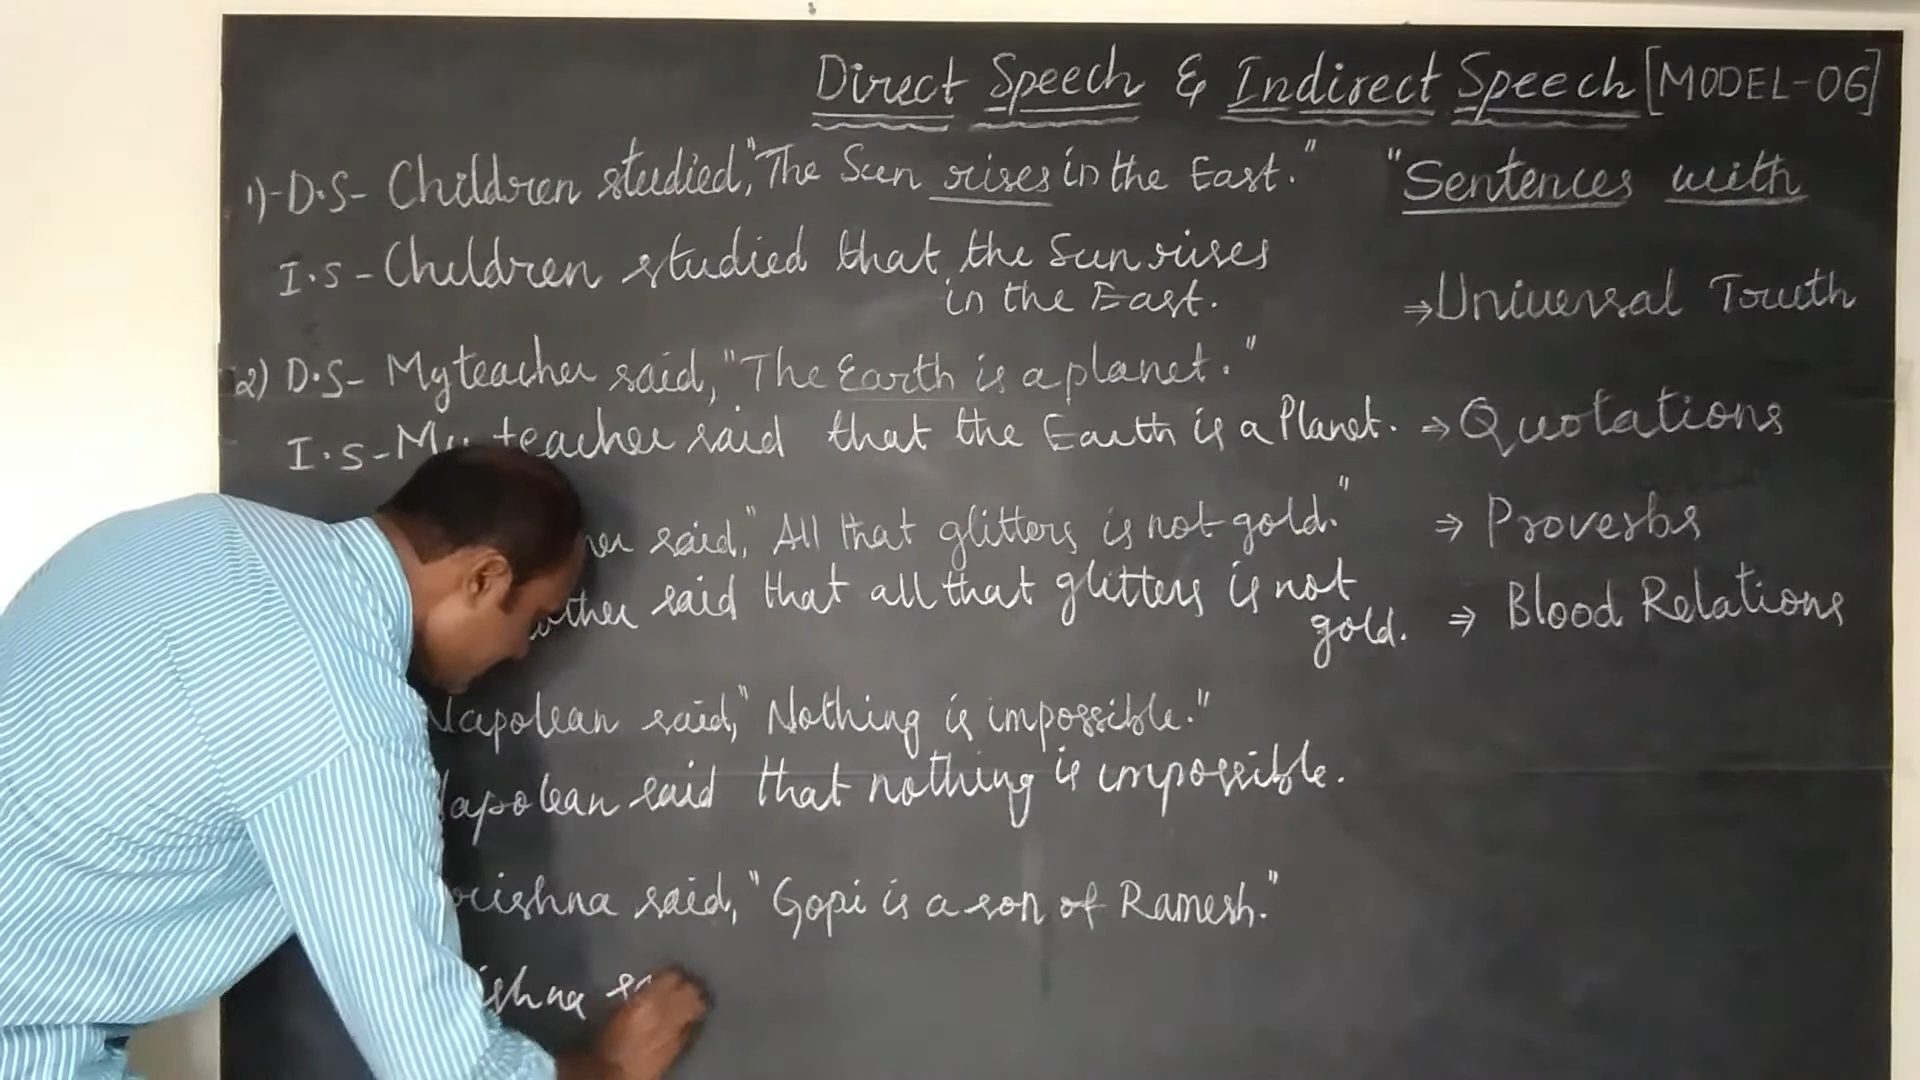 Direct Speech & Indirect Speech [MODEL-06]
1)-D.S- Children studied, "The Sun rises in the East."
"Sentences with
I.S- Children studied that the Sun rises
in the East.
⇒Universal Truth
2) D.S- My teacher said, "The Earth is a planet."
I.S- My teacher said that the Earth is a Planet.
⇒ Quotations
said, "All that glitters is not gold."
⇒ Proverbs
said that all that glitters is not
gold.
⇒ Blood Relations
Napolean said, "Nothing is impossible."
Napolean said that nothing is impossible.
said, "Gopi is a son of Ramesh."